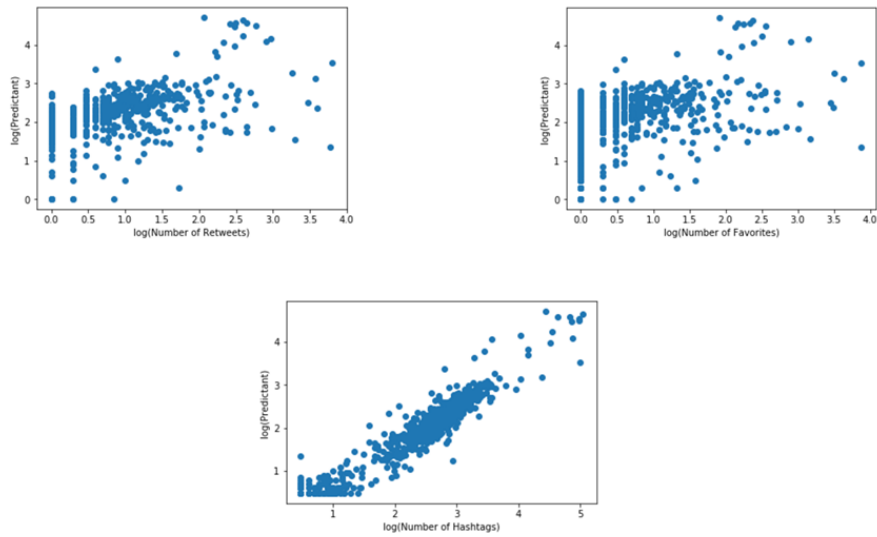 log(Predictant)
4
3
2
1
0
0.0 0.5 1.0 1.5 2.0 2.5 3.0 3.5 4.0
log(Number of Retweets)
log(Predictant)
4
3
2
1
0
0.0 0.5 1.0 1.5 2.0 2.5 3.0 3.5 4.0
log(Number of Favorites)
log(Predictant)
4
3
2
1
1 2 3 4 5
log(Number of Hashtags)